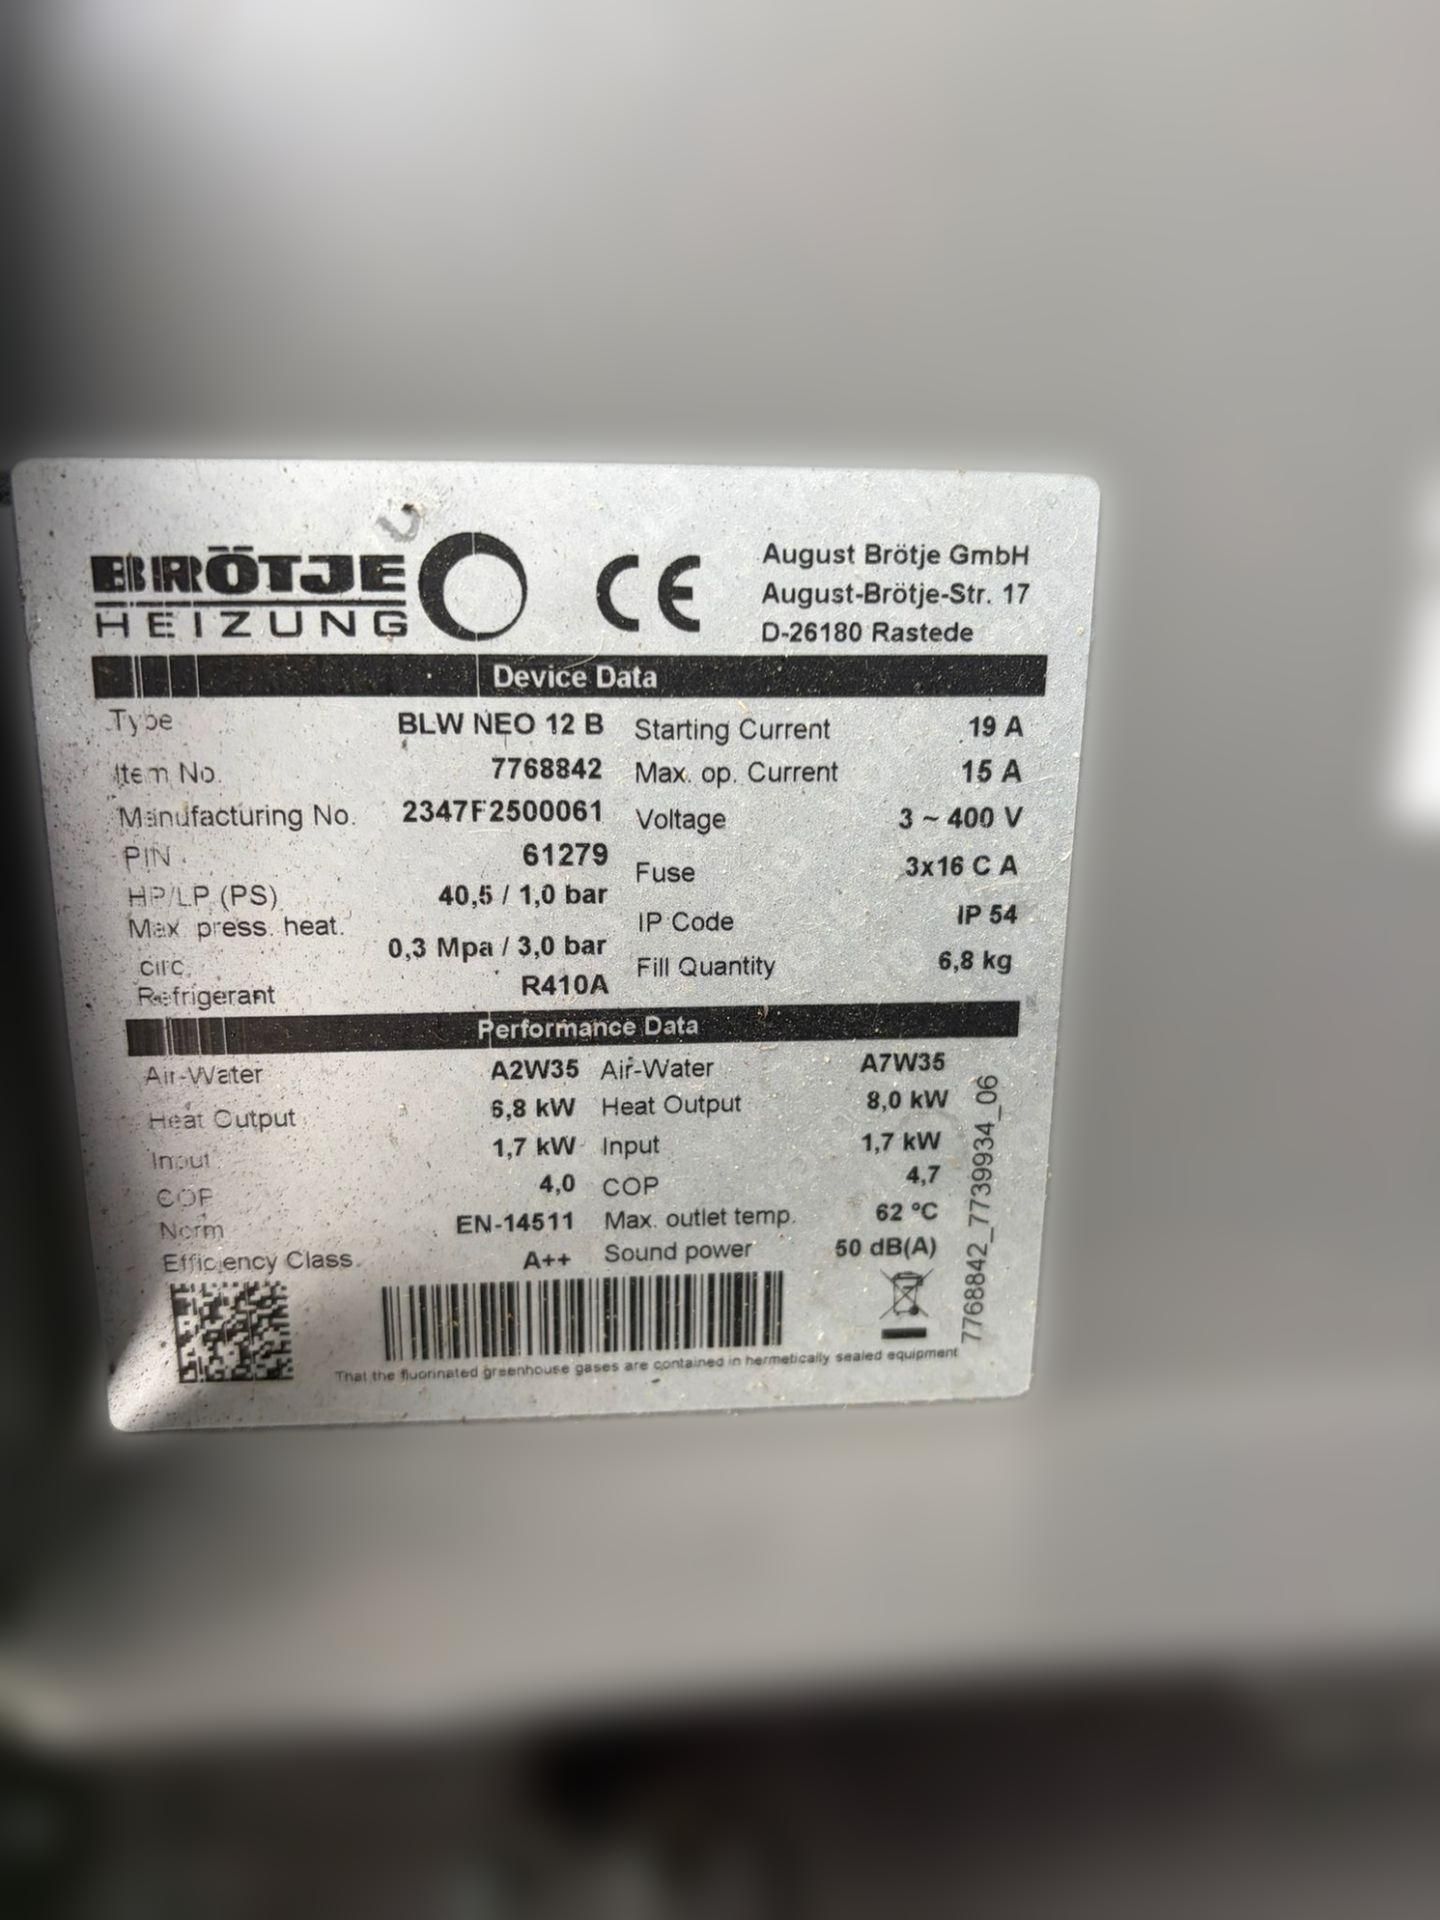 BRÖTJE
HEIZUNG
CE
August Brötje GmbH
August-Brötje-Str. 17
D-26180 Rastede
Device Data
Type BLW NEO 12 B
Item No. 7768842
Manufacturing No. 2347F2500061
PIN 61279
HP/LP (PS) 40,5 / 1,0 bar
Max. press. heat.
circ. 0,3 Mpa / 3,0 bar
Refrigerant R410A
Starting Current 19 A
Max. op. Current 15 A
Voltage 3 ~ 400 V
Fuse 3x16 C A
IP Code IP 54
Fill Quantity 6,8 kg
Performance Data
Air-Water A2W35
Heat Output 6,8 kW
Input 1,7 kW
COP 4,0
Norm EN-14511
Efficiency Class A++
Air-Water A7W35
Heat Output 8,0 kW
Input 1,7 kW
COP 4,7
Max. outlet temp. 62 °C
Sound power 50 dB(A)
7768842_7739934_06
That the fluorinated greenhouse gases are contained in hermetically sealed equipment